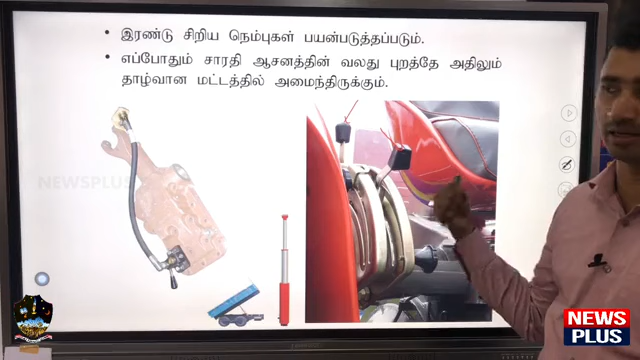 • இரண்டு சிறிய நெம்புகள் பயன்படுத்தப்படும்.
• எப்போதும் சாரதி ஆசனத்தின் வலது புறத்தே அதிலும்
தாழ்வான மட்டத்தில் அமைந்திருக்கும்.
NEWSPLUS
NEWS
PLUS